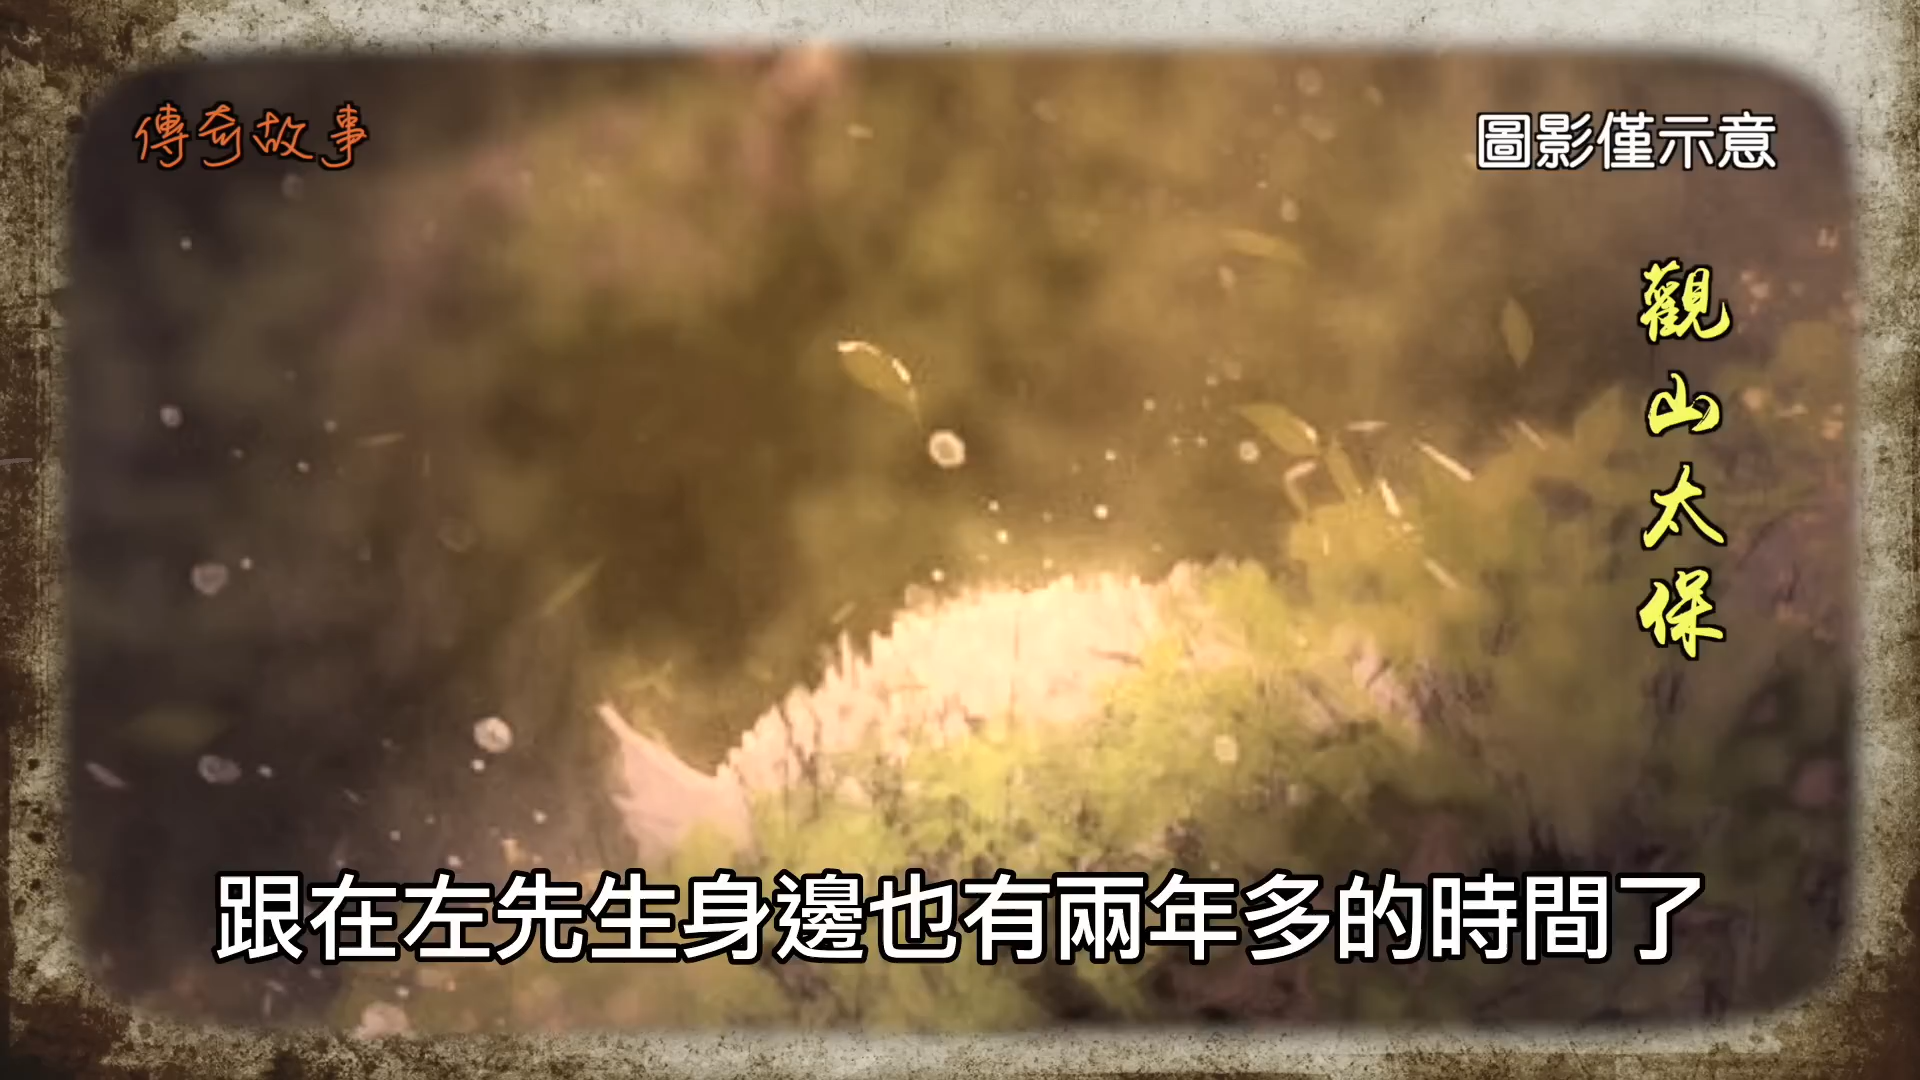 傳奇故事
圖影僅示意
觀山太保
跟在左先生身邊也有兩年多的時間了